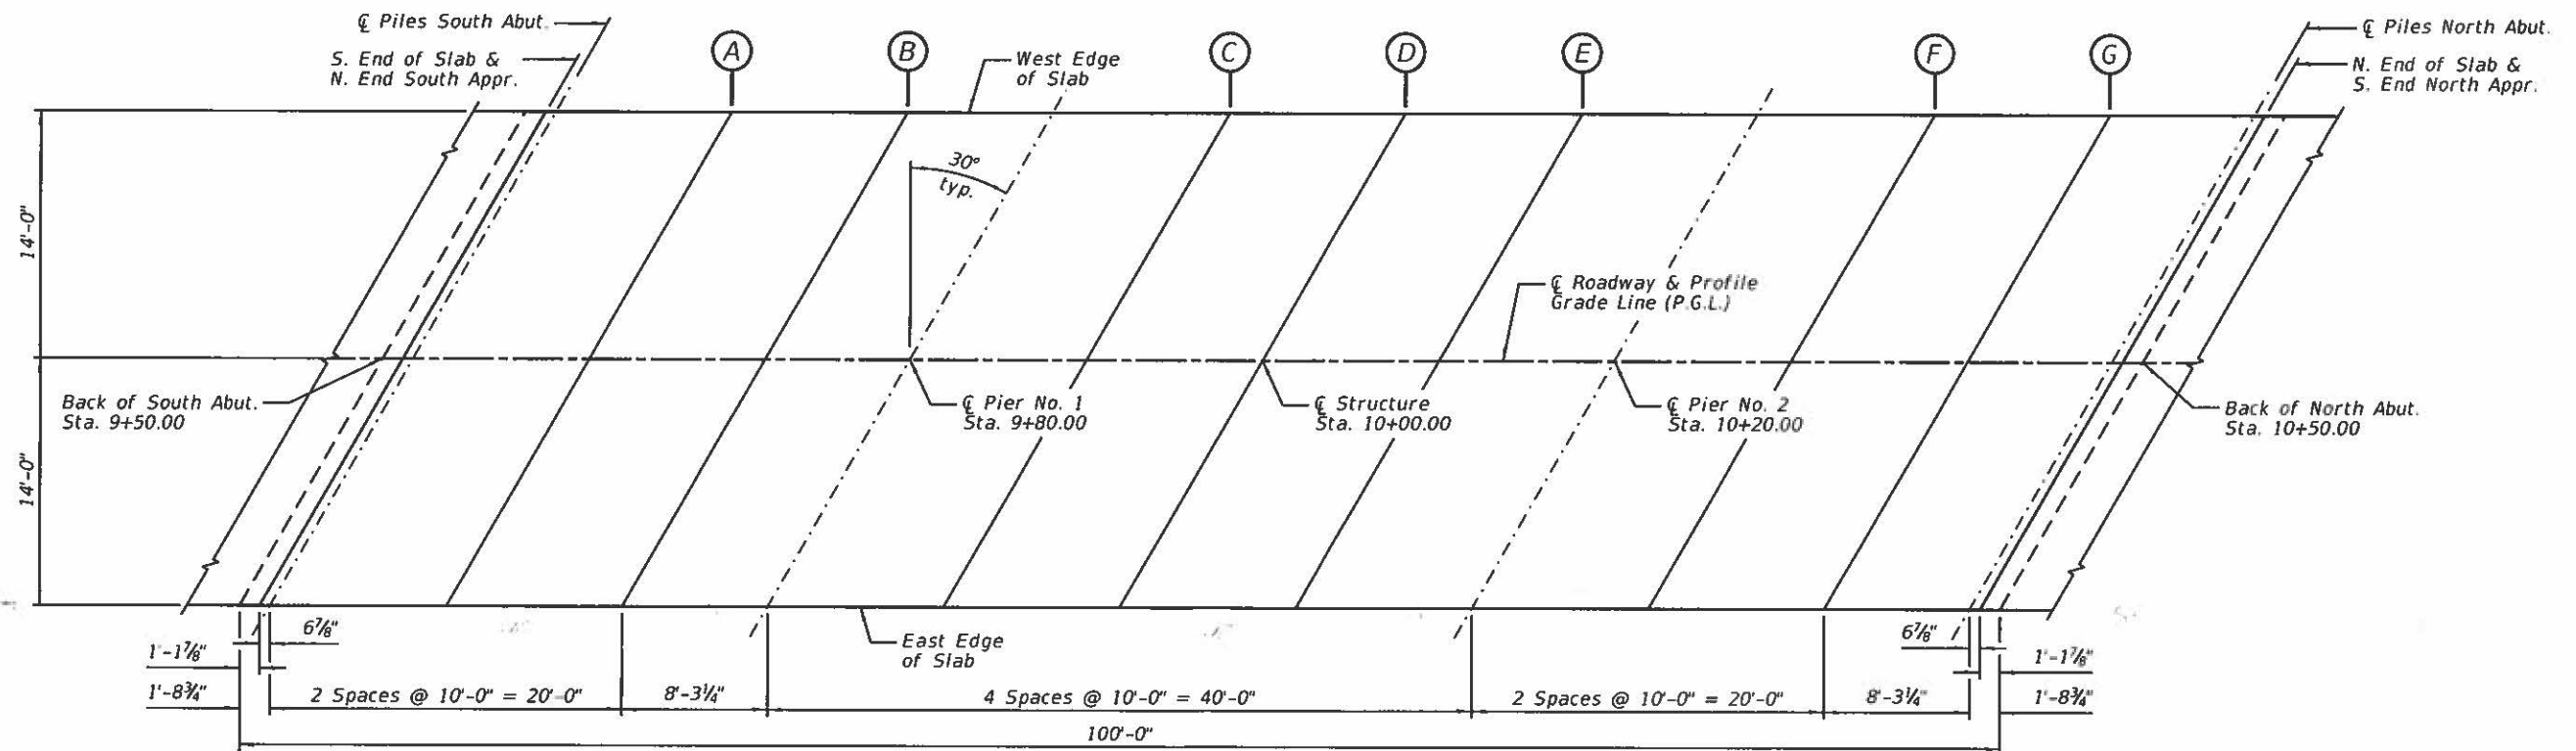 ℄ Piles South Abut.
S. End of Slab &
N. End South Appr.
A
B
West Edge
of Slab
C
D
E
F
G
℄ Piles North Abut.
N. End of Slab &
S. End North Appr.
14'-0"
30°
typ.
℄ Roadway & Profile
Grade Line (P.G.L.)
Back of South Abut.
Sta. 9+50.00
℄ Pier No. 1
Sta. 9+80.00
℄ Structure
Sta. 10+00.00
℄ Pier No. 2
Sta. 10+20.00
Back of North Abut.
Sta. 10+50.00
14'-0"
6⅞"
1'-1⅞"
1'-8¾"
East Edge
of Slab
6⅞"
1'-1⅞"
1'-8¾"
2 Spaces @ 10'-0" = 20'-0"
8'-3¼"
4 Spaces @ 10'-0" = 40'-0"
2 Spaces @ 10'-0" = 20'-0"
8'-3¼"
100'-0"